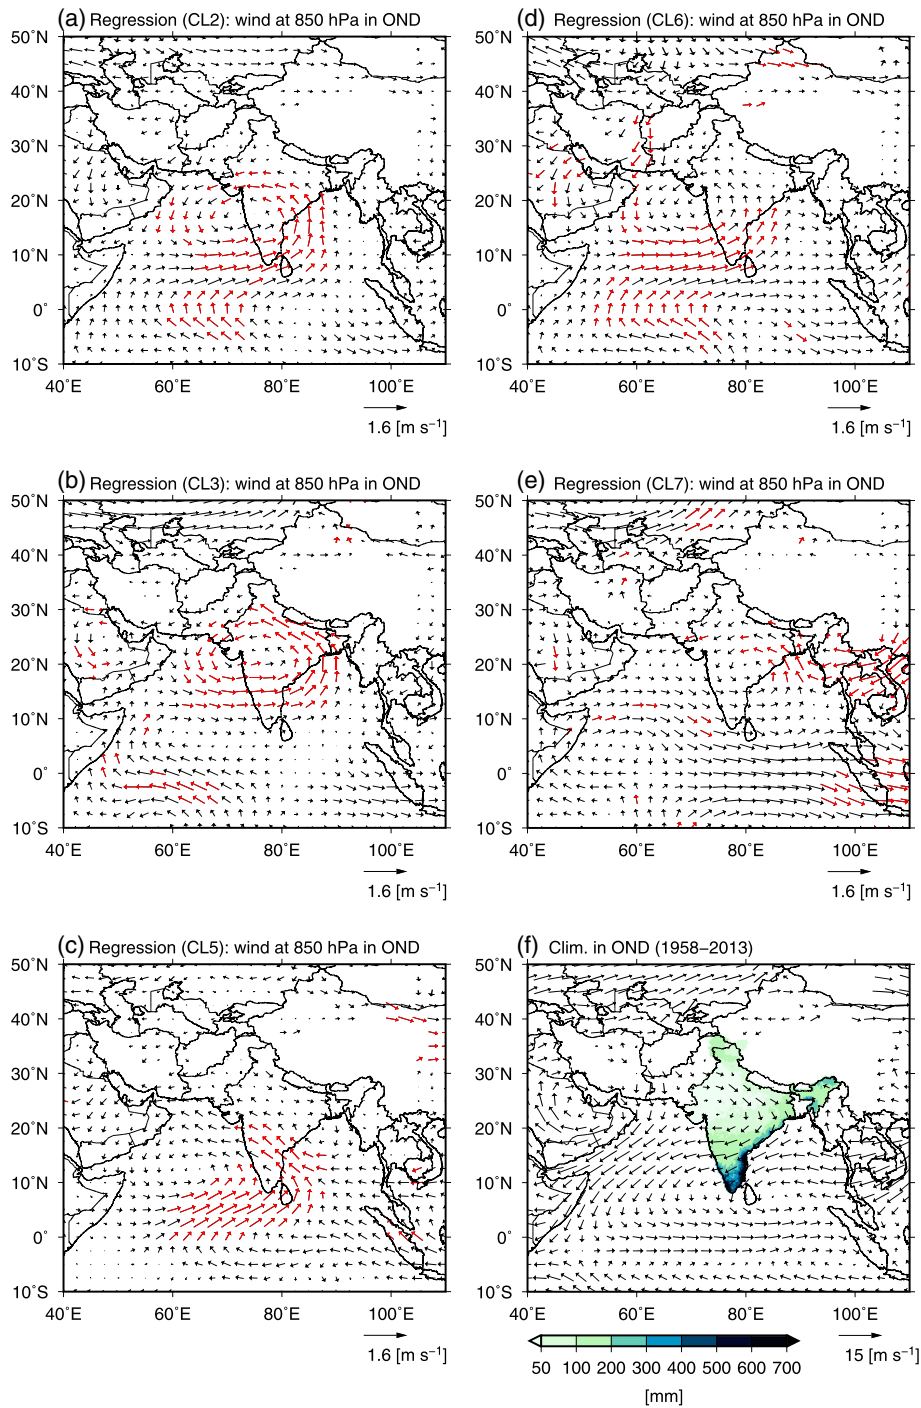 (a) Regression (CL2): wind at 850 hPa in OND
50˚N
40˚N
30˚N
20˚N
10˚N
0˚
10˚S
40˚E 60˚E 80˚E 100˚E
1.6 [m s⁻¹]
(d) Regression (CL6): wind at 850 hPa in OND
50˚N
40˚N
30˚N
20˚N
10˚N
0˚
10˚S
40˚E 60˚E 80˚E 100˚E
1.6 [m s⁻¹]
(b) Regression (CL3): wind at 850 hPa in OND
50˚N
40˚N
30˚N
20˚N
10˚N
0˚
10˚S
40˚E 60˚E 80˚E 100˚E
1.6 [m s⁻¹]
(e) Regression (CL7): wind at 850 hPa in OND
50˚N
40˚N
30˚N
20˚N
10˚N
0˚
10˚S
40˚E 60˚E 80˚E 100˚E
1.6 [m s⁻¹]
(c) Regression (CL5): wind at 850 hPa in OND
50˚N
40˚N
30˚N
20˚N
10˚N
0˚
10˚S
40˚E 60˚E 80˚E 100˚E
1.6 [m s⁻¹]
(f) Clim. in OND (1958−2013)
50˚N
40˚N
30˚N
20˚N
10˚N
0˚
10˚S
40˚E 60˚E 80˚E 100˚E
50 100 200 300 400 500 600 700
15 [m s⁻¹]
[mm]